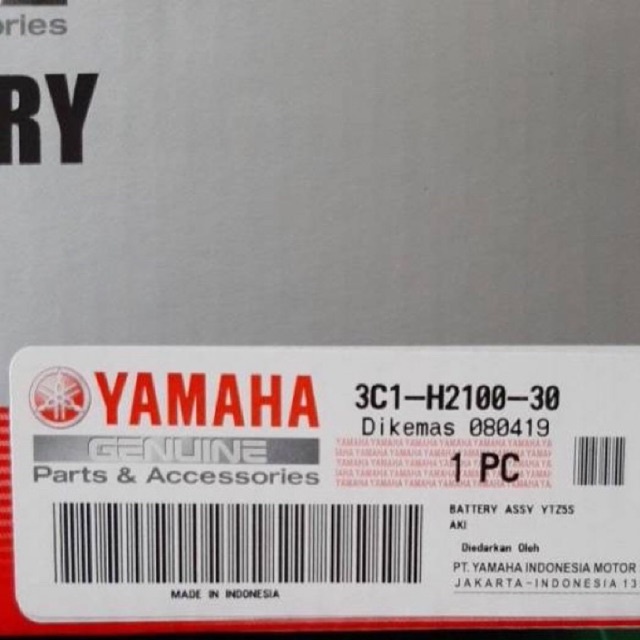 ories
RY
YAMAHA
GENUINE
Parts & Accessories
3C1-H2100-30
Dikemas 080419
1 PC
BATTERY ASSY YTZ5S
AKI
Diedarkan Oleh
PT. YAMAHA INDONESIA MOTOR
JAKARTA-INDONESIA 13
MADE IN INDONESIA